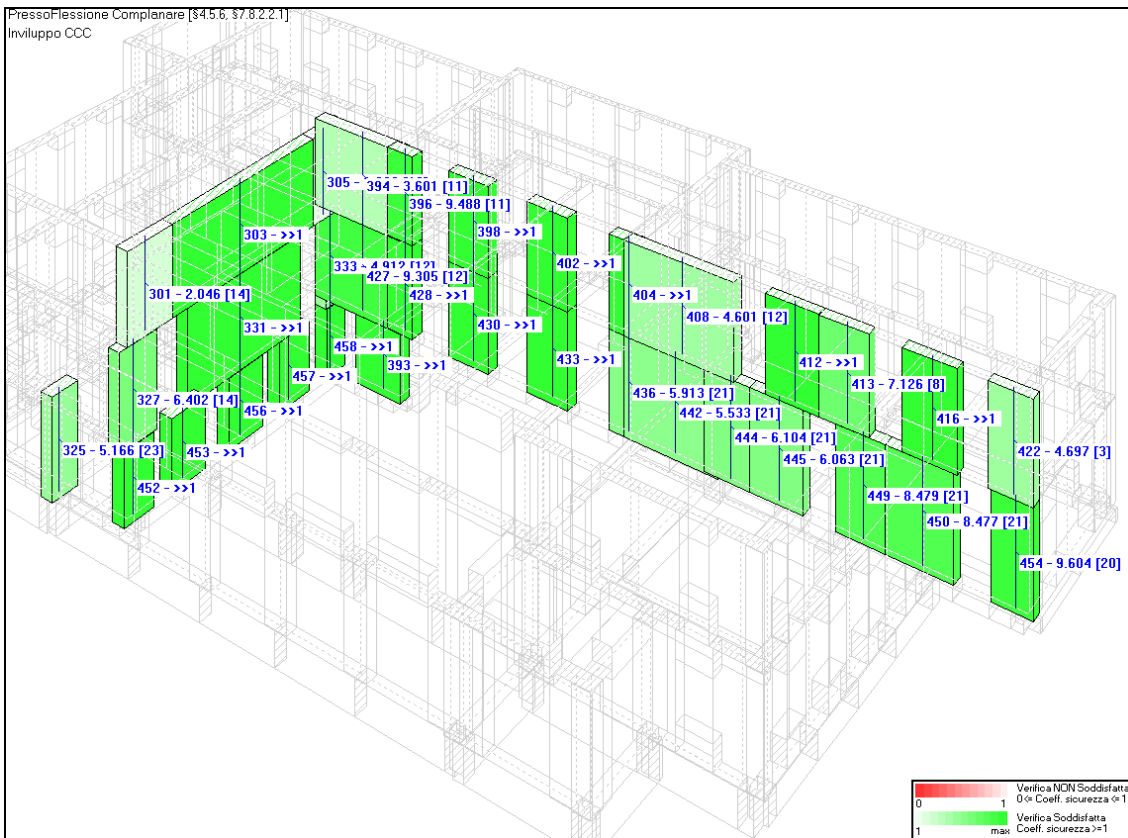 PressoFlessione Complanare [§4.5.6, §7.8.2.2.1]
Inviluppo CCC
305 -
394 - 3.601 [11]
396 - 9.488 [11]
303 - >>1
398 - >>1
402 - >>1
333 - 4.912 [12]
427 - 9.305 [12]
301 - 2.046 [14]
428 - >>1
404 - >>1
408 - 4.601 [12]
331 - >>1
430 - >>1
458 - >>1
433 - >>1
393 - >>1
412 - >>1
457 - >>1
413 - 7.126 [8]
436 - 5.913 [21]
327 - 6.402 [14]
456 - >>1
442 - 5.533 [21]
416 - >>1
325 - 5.166 [23]
453 - >>1
444 - 6.104 [21]
422 - 4.697 [3]
445 - 6.063 [21]
452 - >>1
449 - 8.479 [21]
450 - 8.477 [21]
454 - 9.604 [20]
Verifica NON Soddisfatta
0<= Coeff. sicurezza <=1
0 1
Verifica Soddisfatta
Coeff. sicurezza >=1
1 max